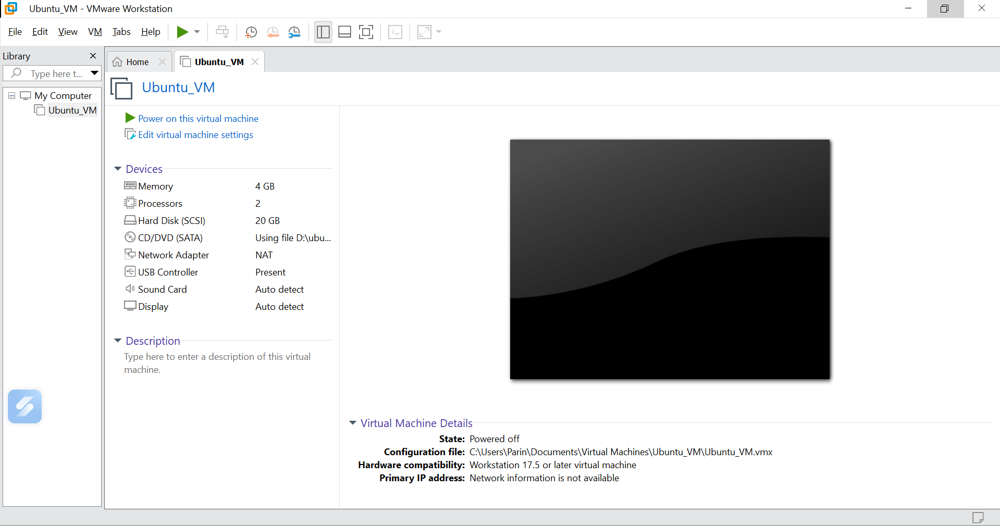 Ubuntu_VM - VMware Workstation
File Edit View VM Tabs Help
Library
Type here t...
My Computer
Ubuntu_VM
Home
Ubuntu_VM
Ubuntu_VM
Power on this virtual machine
Edit virtual machine settings
Devices
Memory 4 GB
Processors 2
Hard Disk (SCSI) 20 GB
CD/DVD (SATA) Using file D:\ubu...
Network Adapter NAT
USB Controller Present
Sound Card Auto detect
Display Auto detect
Description
Type here to enter a description of this virtual
machine.
Virtual Machine Details
State: Powered off
Configuration file: C:\Users\Parin\Documents\Virtual Machines\Ubuntu_VM\Ubuntu_VM.vmx
Hardware compatibility: Workstation 17.5 or later virtual machine
Primary IP address: Network information is not available